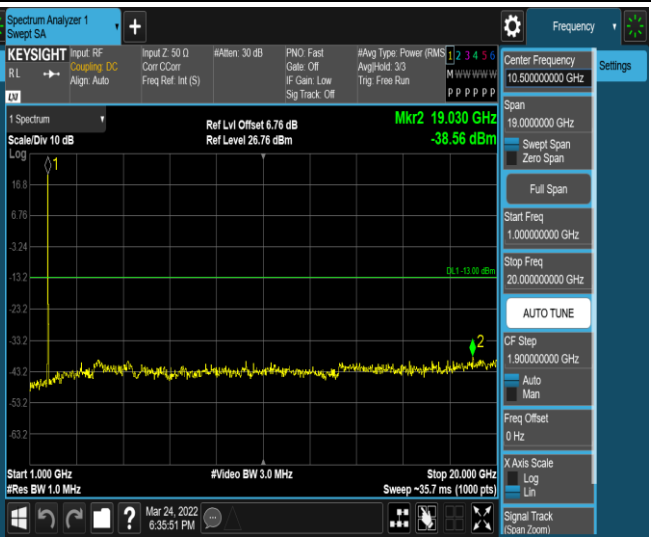 Spectrum Analyzer 1
Swept SA
+
Frequency
KEYSIGHT
RL
LXI
Input: RF
Coupling: DC
Align: Auto
Input Z: 50 Ω
Corr CCorr
Freq Ref: Int (S)
#Atten: 30 dB
PNO: Fast
Gate: Off
IF Gain: Low
Sig Track: Off
#Avg Type: Power (RMS
Avg|Hold: 3/3
Trig: Free Run
1 2 3 4 5 6
M W W W W W
P P P P P P
1 Spectrum
Scale/Div 10 dB
Log
Ref Lvl Offset 6.76 dB
Ref Level 26.76 dBm
Mkr2 19.030 GHz
-38.56 dBm
1
16.8
6.76
-3.24
-13.2
DL1 -13.00 dBm
-23.2
-33.2
2
-43.2
-53.2
-63.2
Start 1.000 GHz
#Res BW 1.0 MHz
#Video BW 3.0 MHz
Stop 20.000 GHz
Sweep ~35.7 ms (1000 pts)
?
Mar 24, 2022
6:35:51 PM
Center Frequency
10.500000000 GHz
Settings
Span
19.0000000 GHz
Swept Span
Zero Span
Full Span
Start Freq
1.000000000 GHz
Stop Freq
20.000000000 GHz
AUTO TUNE
CF Step
1.900000000 GHz
Auto
Man
Freq Offset
0 Hz
X Axis Scale
Log
Lin
Signal Track
(Span Zoom)